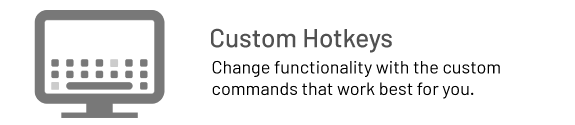 Custom Hotkeys
Change functionality with the custom
commands that work best for you.